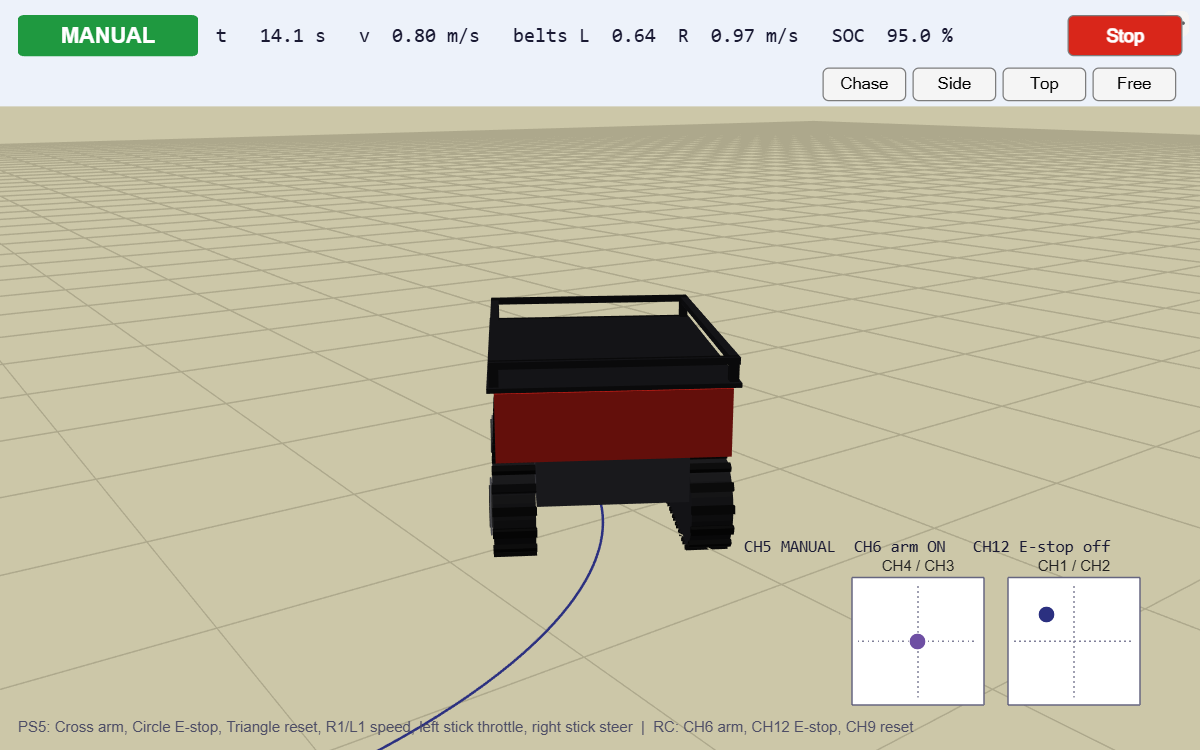 MANUAL t 14.1 s v 0.80 m/s belts L 0.64 R 0.97 m/s SOC 95.0 % Stop
Chase Side Top Free
CH5 MANUAL CH6 arm ON CH12 E-stop off
CH4 / CH3 CH1 / CH2
PS5: Cross arm, Circle E-stop, Triangle reset, R1/L1 speed, left stick throttle, right stick steer | RC: CH6 arm, CH12 E-stop, CH9 reset